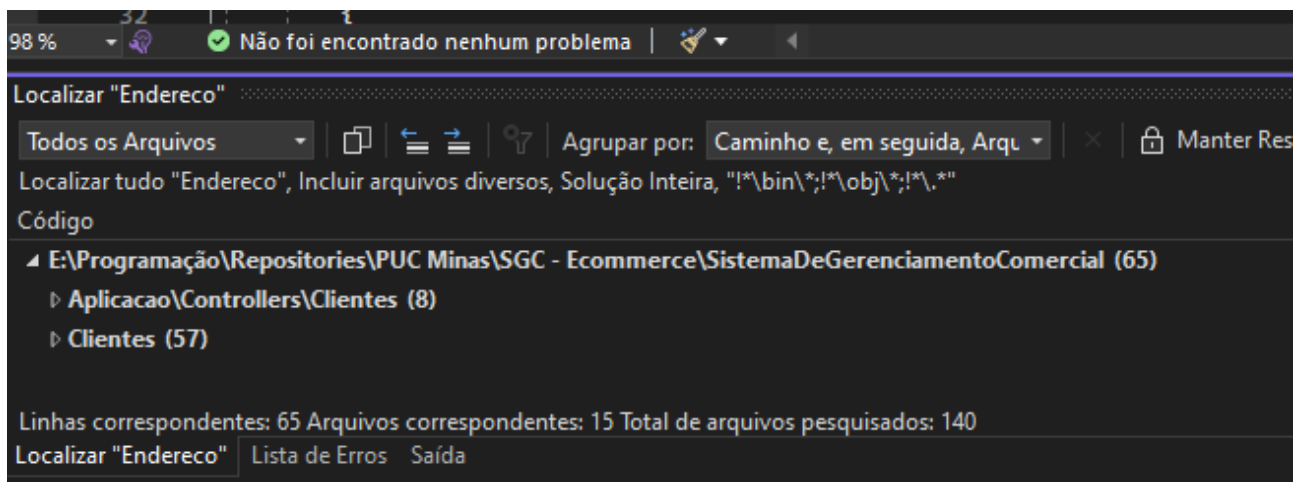 32 {
98 % Não foi encontrado nenhum problema
Localizar "Endereco"
Todos os Arquivos Agrupar por: Caminho e, em seguida, Arqu Manter Res
Localizar tudo "Endereco", Incluir arquivos diversos, Solução Inteira, "!*\bin\*;!*\obj\*;!*\.*"
Código
E:\Programação\Repositories\PUC Minas\SGC - Ecommerce\SistemaDeGerenciamentoComercial (65)
Aplicacao\Controllers\Clientes (8)
Clientes (57)
Linhas correspondentes: 65 Arquivos correspondentes: 15 Total de arquivos pesquisados: 140
Localizar "Endereco" Lista de Erros Saída